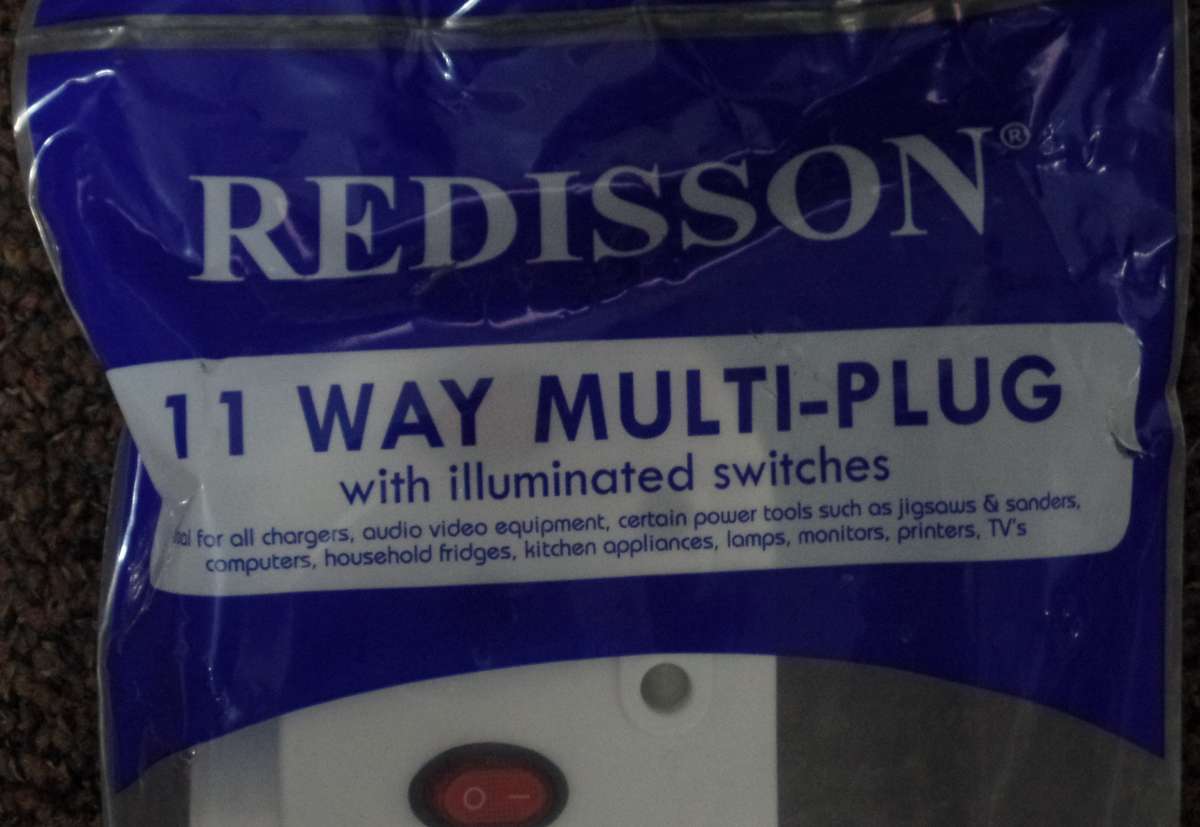 REDISSON®
11 WAY MULTI-PLUG
with illuminated switches
for all chargers, audio video equipment, certain power tools such as jigsaws & sanders,
computers, household fridges, kitchen appliances, lamps, monitors, printers, TV's